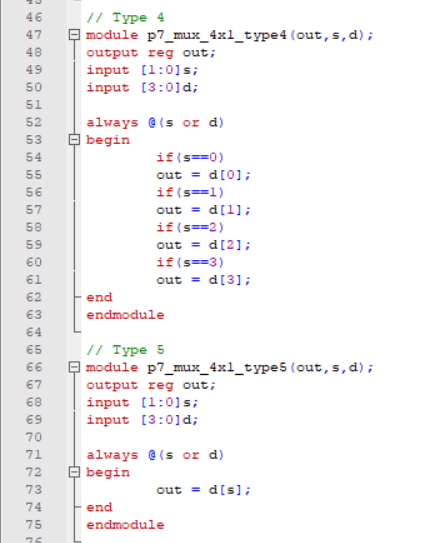 46 // Type 4
47 module p7_mux_4x1_type4(out,s,d);
48 output reg out;
49 input [1:0]s;
50 input [3:0]d;
51
52 always @(s or d)
53 begin
54 if(s==0)
55 out = d[0];
56 if(s==1)
57 out = d[1];
58 if(s==2)
59 out = d[2];
60 if(s==3)
61 out = d[3];
62 end
63 endmodule
64
65 // Type 5
66 module p7_mux_4x1_type5(out,s,d);
67 output reg out;
68 input [1:0]s;
69 input [3:0]d;
70
71 always @(s or d)
72 begin
73 out = d[s];
74 end
75 endmodule
76